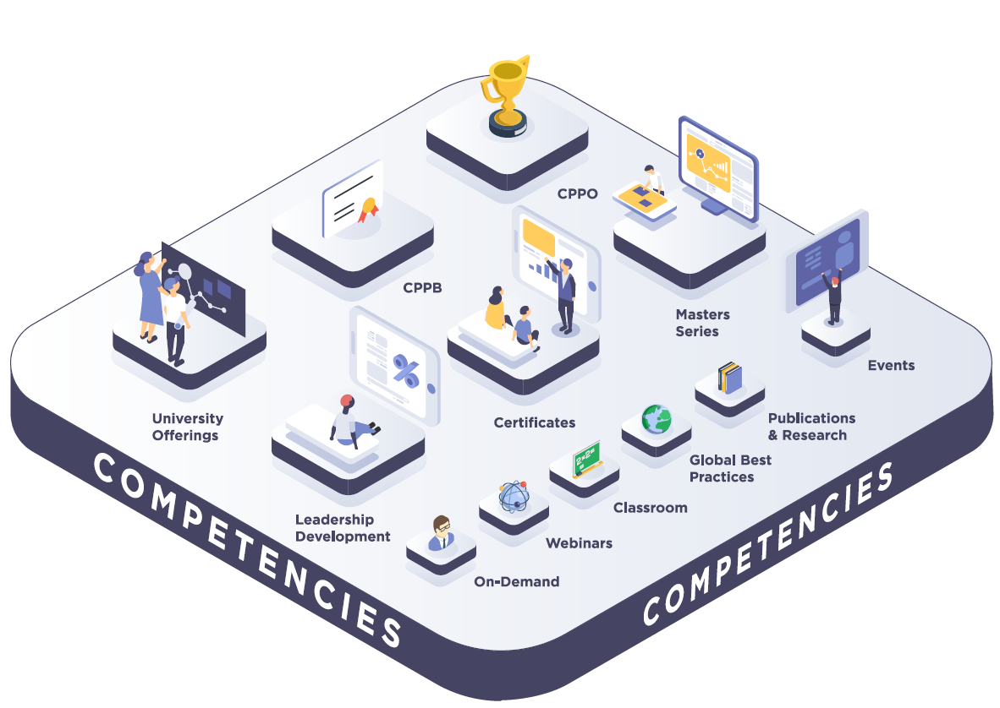 CPPO
CPPB
Masters
Series
Events
University
Offerings
Certificates
Publications
& Research
Leadership
Development
Global Best
Practices
Classroom
2x2=
Webinars
On-Demand
COMPETENCIES
COMPETENCIES